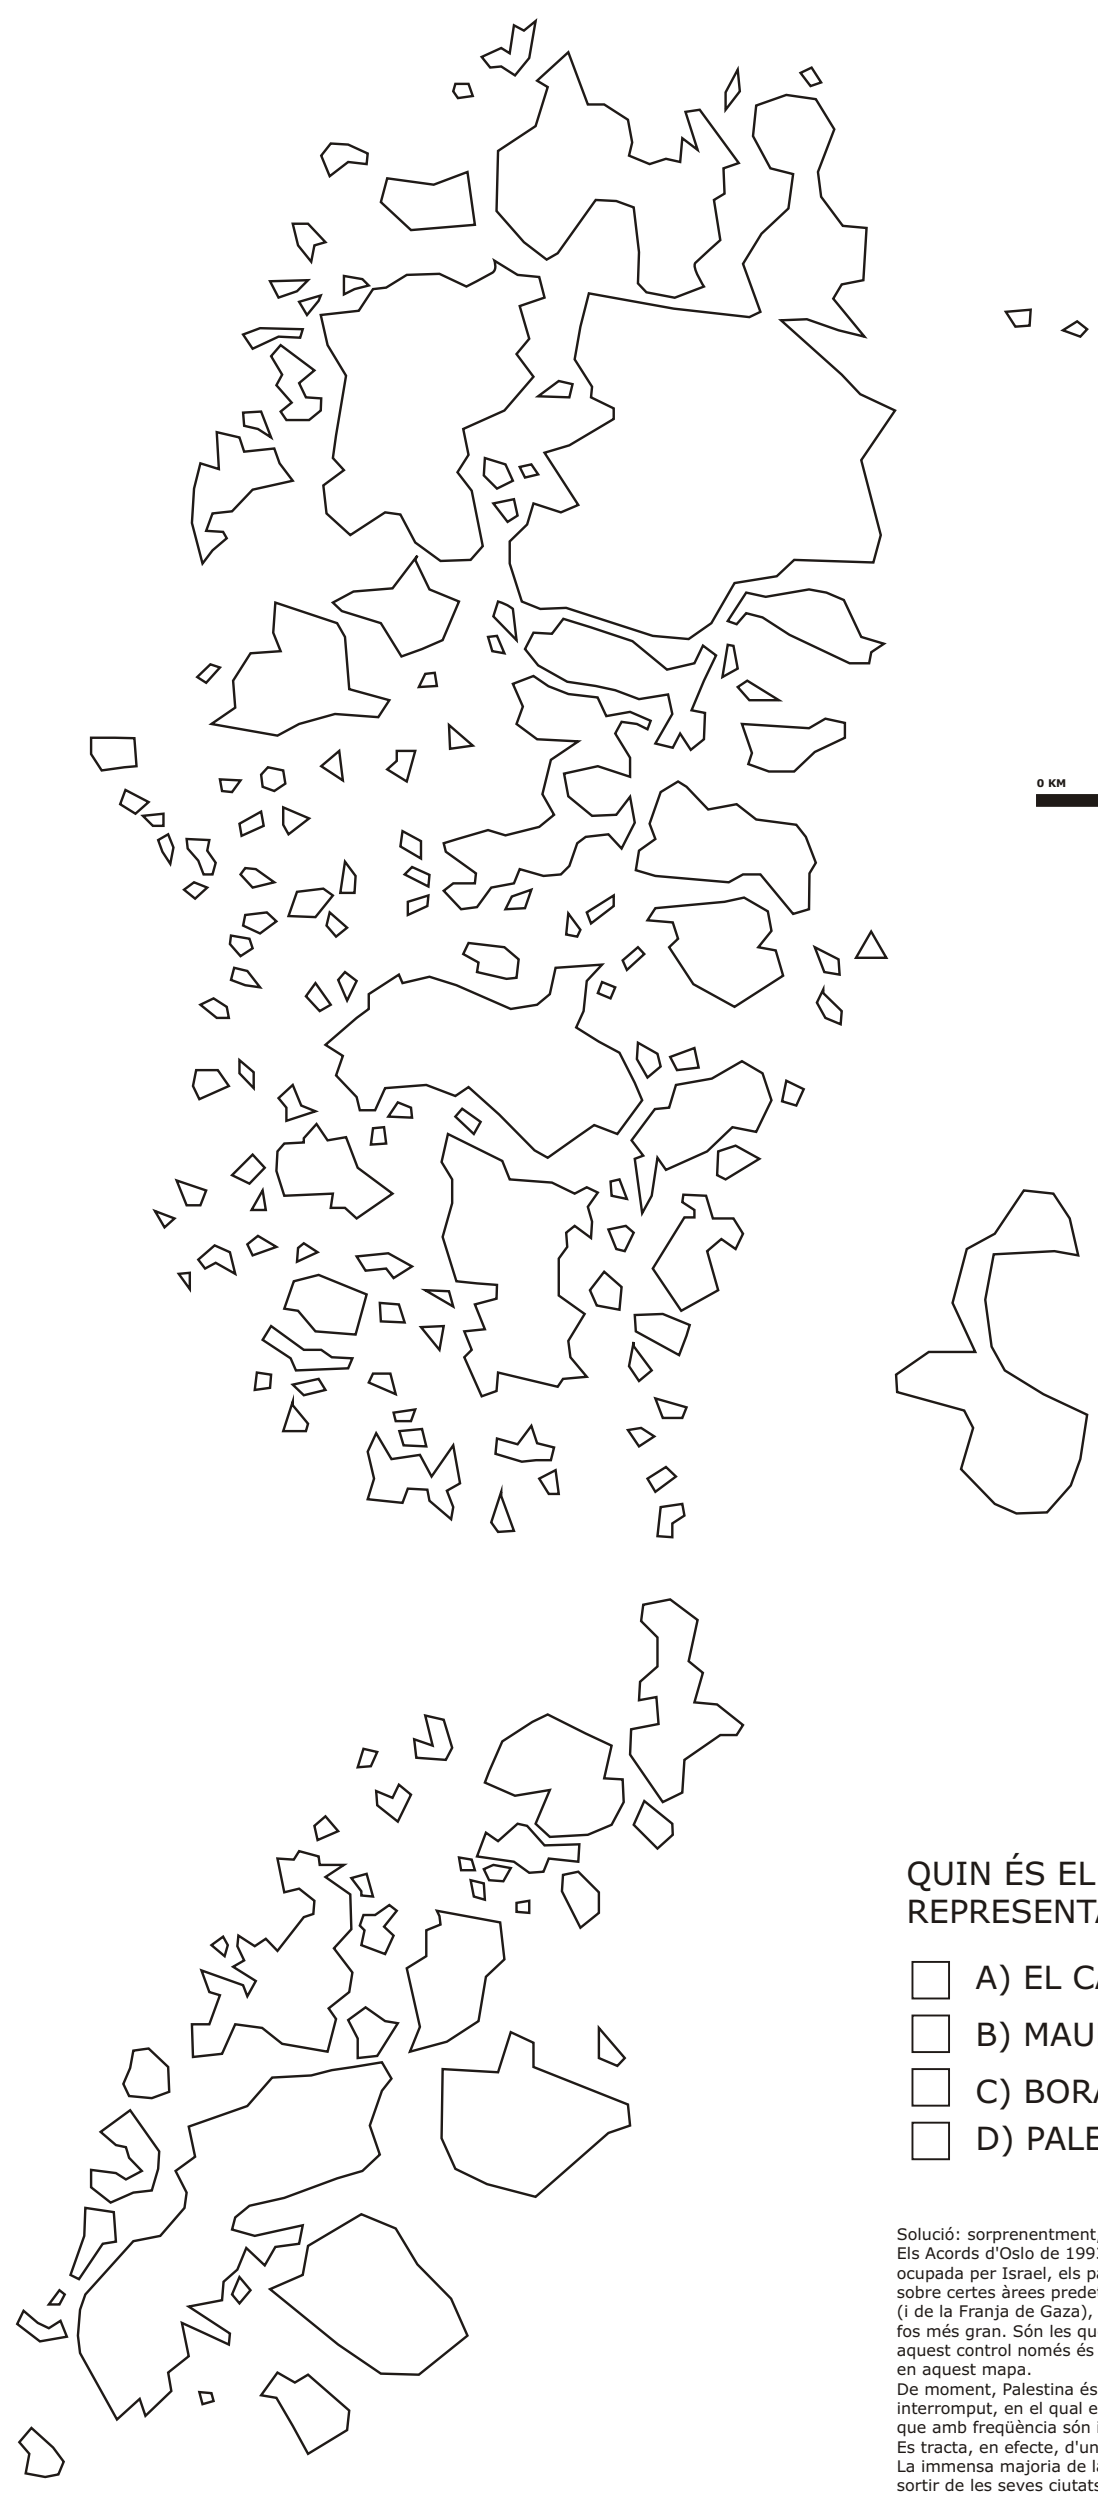 0 KM
QUIN ÉS EL
REPRESENTA
A) EL CA
B) MAU
C) BORA
D) PALE
Solució: sorprenentment,
Els Acords d'Oslo de 1993
ocupada per Israel, els pa
sobre certes àrees predet
(i de la Franja de Gaza),
fos més gran. Són les qu
aquest control només és
en aquest mapa.
De moment, Palestina és
interromput, en el qual e
que amb freqüència són i
Es tracta, en efecte, d'un
La immensa majoria de la
sortir de les seves ciutats